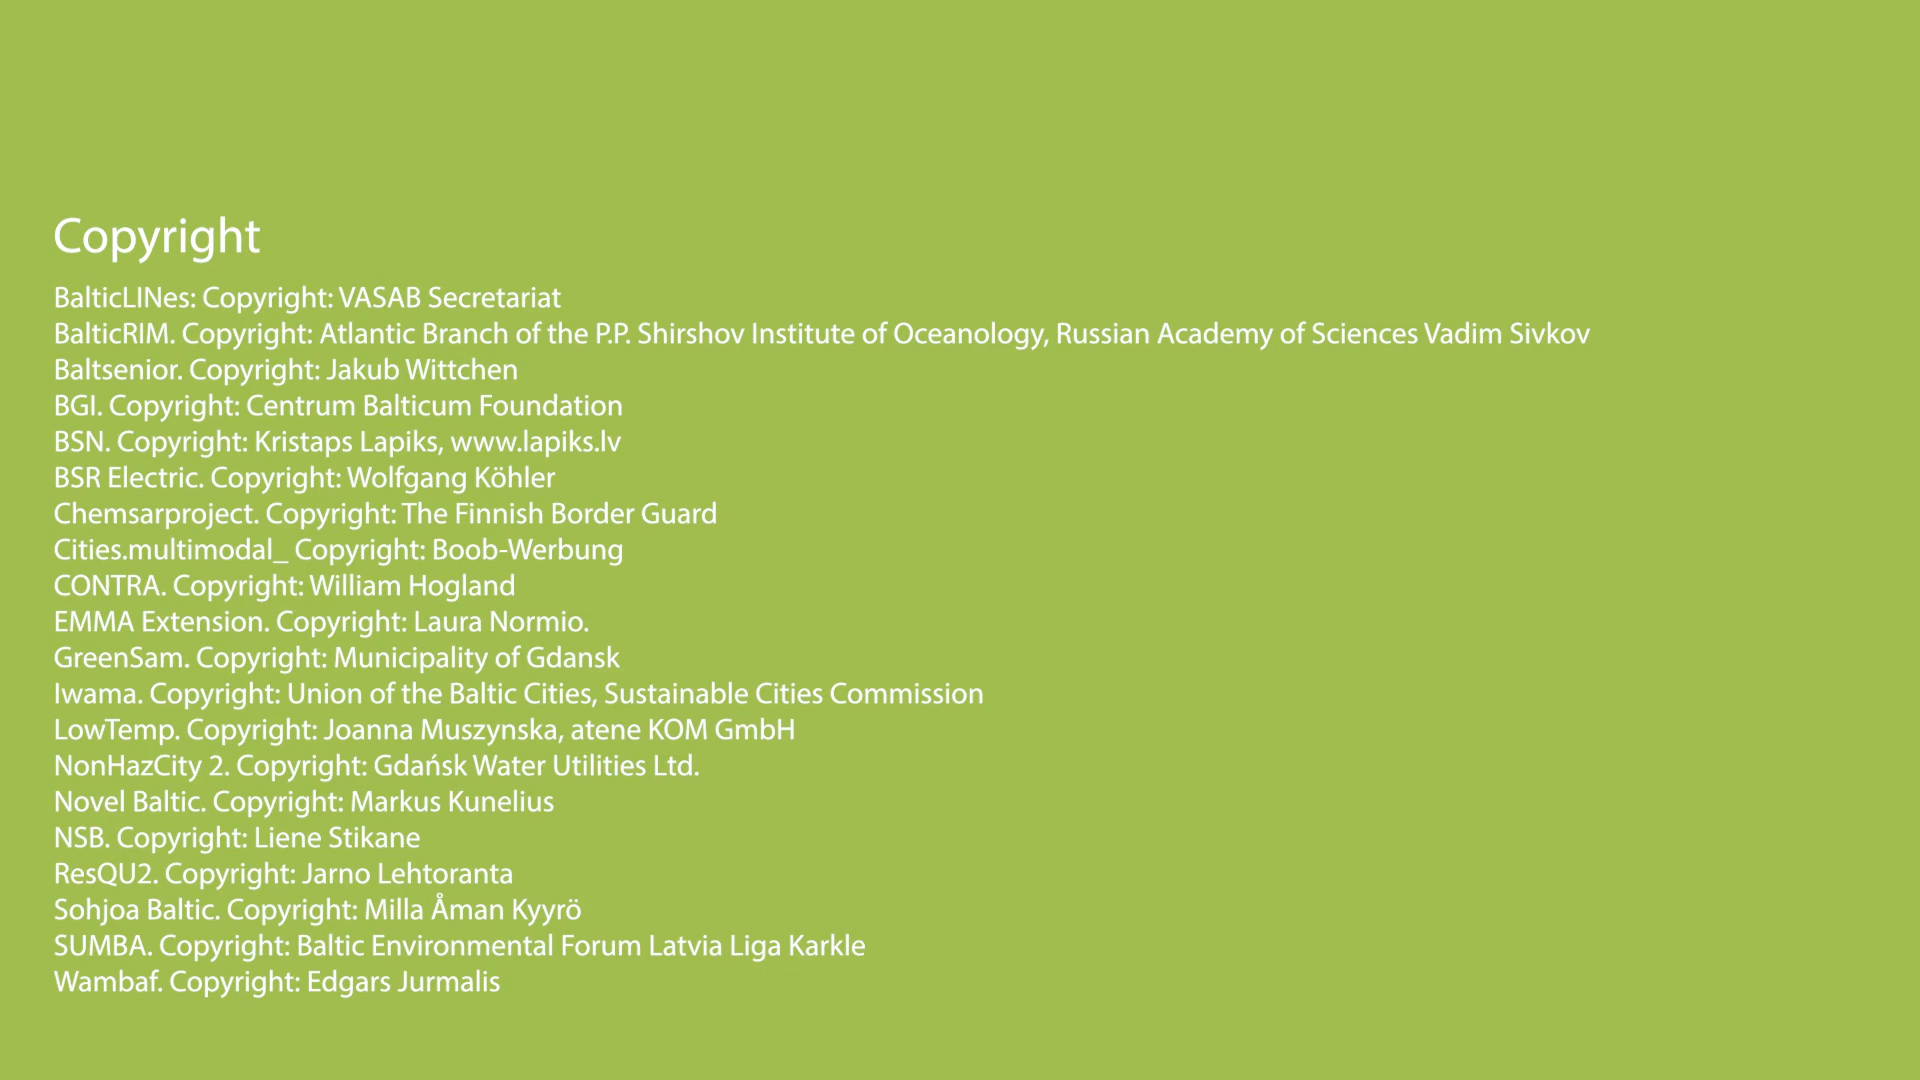 Copyright
BalticLINes: Copyright: VASAB Secretariat
BalticRIM. Copyright: Atlantic Branch of the P.P. Shirshov Institute of Oceanology, Russian Academy of Sciences Vadim Sivkov
Baltsenior. Copyright: Jakub Wittchen
BGI. Copyright: Centrum Balticum Foundation
BSN. Copyright: Kristaps Lapiks, www.lapiks.lv
BSR Electric. Copyright: Wolfgang Köhler
Chemsarproject. Copyright: The Finnish Border Guard
Cities.multimodal_ Copyright: Boob-Werbung
CONTRA. Copyright: William Hogland
EMMA Extension. Copyright: Laura Normio.
GreenSam. Copyright: Municipality of Gdansk
Iwama. Copyright: Union of the Baltic Cities, Sustainable Cities Commission
LowTemp. Copyright: Joanna Muszynska, atene KOM GmbH
NonHazCity 2. Copyright: Gdańsk Water Utilities Ltd.
Novel Baltic. Copyright: Markus Kunelius
NSB. Copyright: Liene Stikane
ResQU2. Copyright: Jarno Lehtoranta
Sohjoa Baltic. Copyright: Milla Åman Kyyrö
SUMBA. Copyright: Baltic Environmental Forum Latvia Liga Karkle
Wambaf. Copyright: Edgars Jurmalis